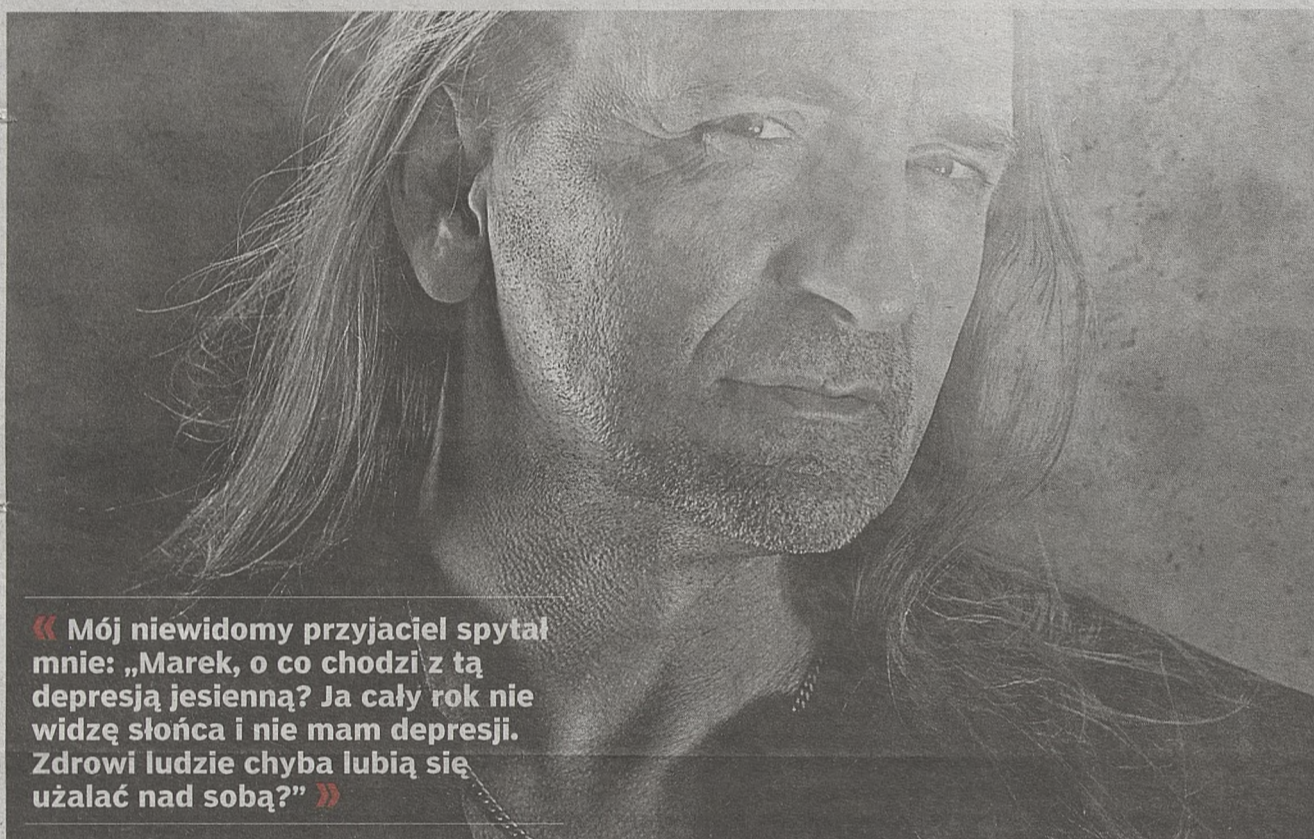 « Mój niewidomy przyjaciel spytał
mnie: „Marek, o co chodzi z tą
depresją jesienną? Ja cały rok nie
widzę słońca i nie mam depresji.
Zdrowi ludzie chyba lubią się
użalać nad sobą?” »